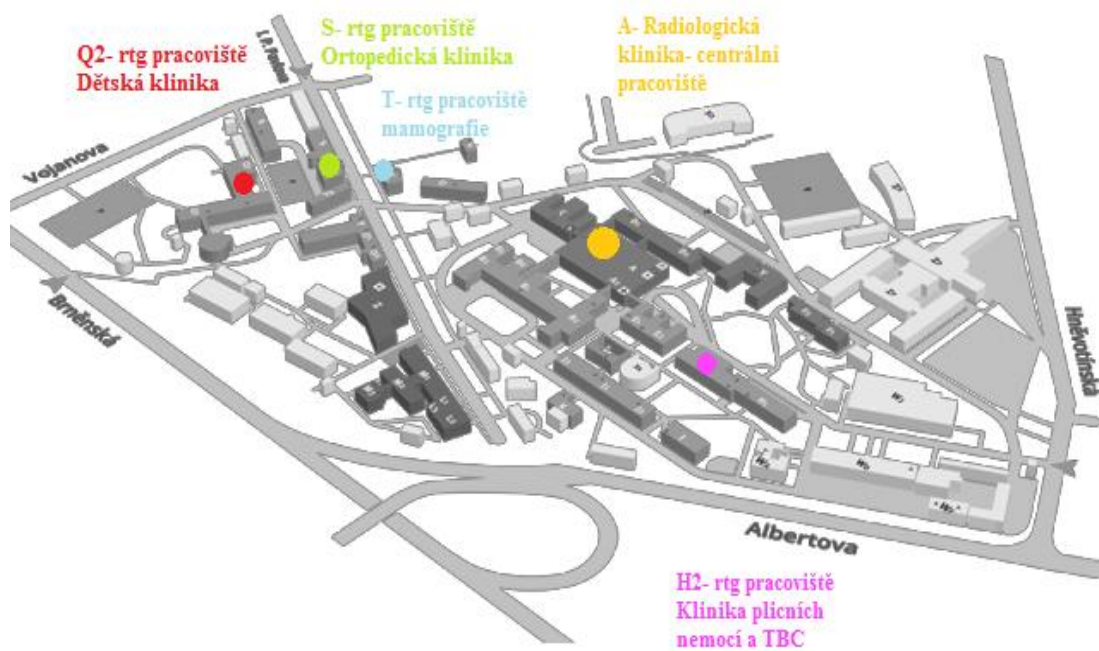 S- rtg pracoviště
Ortopedická klinika
A- Radiologická
klinika- centrální
pracoviště
Q2- rtg pracoviště
Dětská klinika
T- rtg pracoviště
mamografie
Vojanova
Brněnská
Hněvotínská
Albertova
H2- rtg pracoviště
Klinika plicních
nemocí a TBC